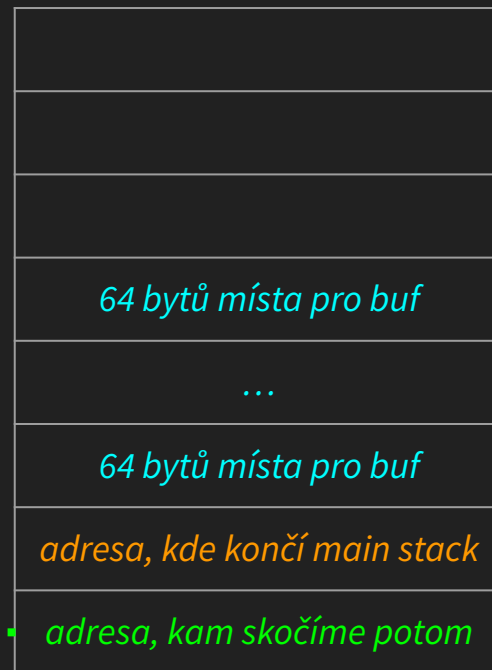 64 bytů místa pro buf
...
64 bytů místa pro buf
adresa, kde končí main stack
adresa, kam skočíme potom